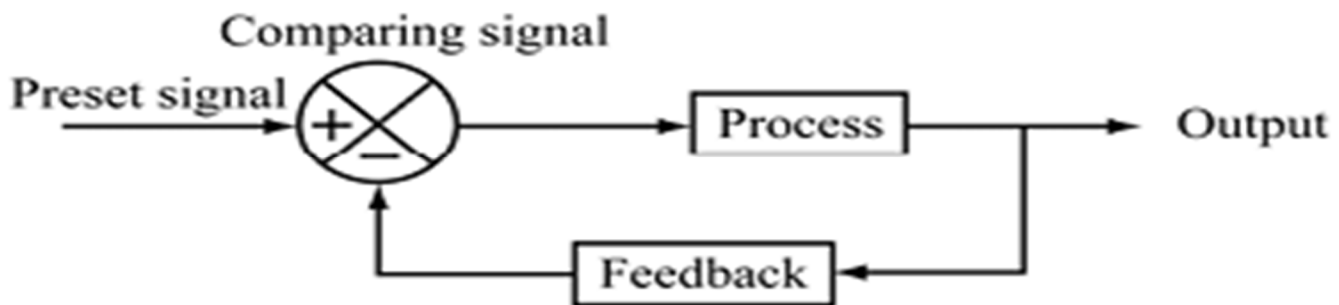 Comparing signal
Preset signal
+
−
Process
Output
Feedback